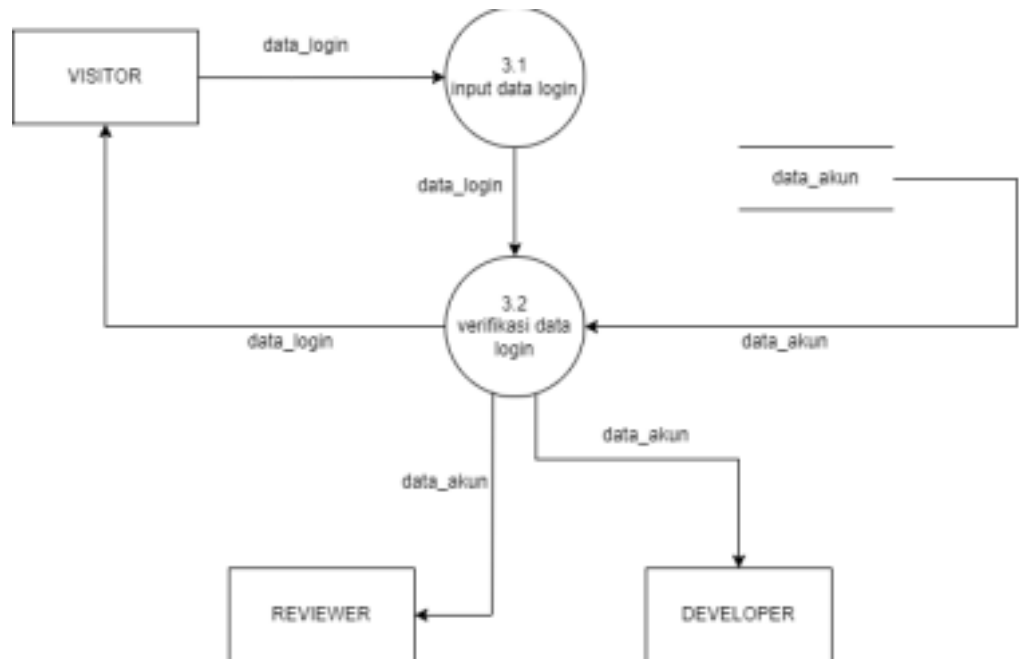 data_login
VISITOR
3.1
input data login
data_login
data_akun
3.2
verifikasi data
login
data_login
data_akun
data_akun
data_akun
REVIEWER
DEVELOPER